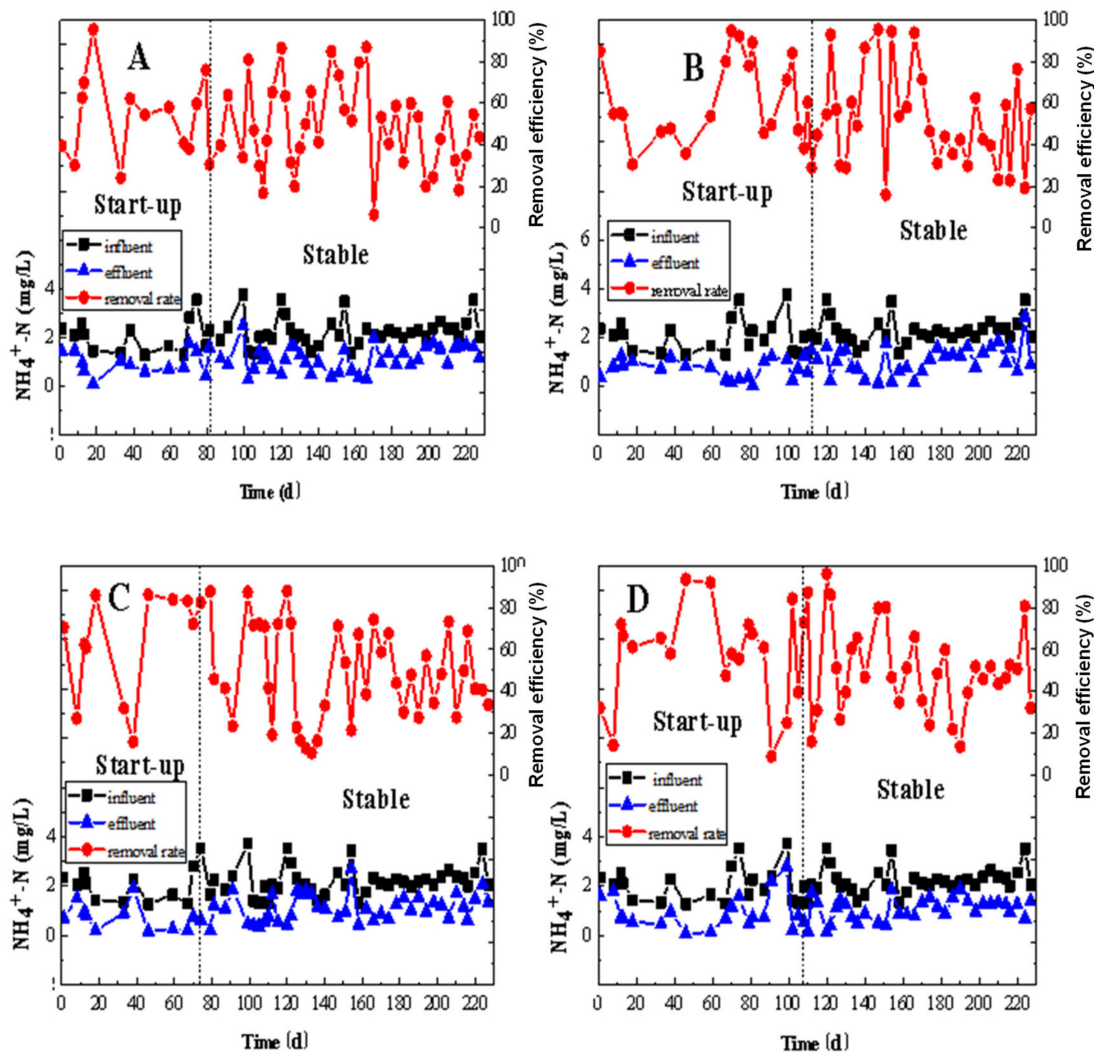 A
Start-up
Stable
influent
effluent
removal rate
NH4+-N (mg/L)
4
2
0
0 20 40 60 80 100 120 140 160 180 200 220
Time (d)
100
80
60
40
20
0
Removal efficiency (%)
B
Start-up
Stable
influent
effluent
removal rate
NH4+-N (mg/L)
6
4
2
0
0 20 40 60 80 100 120 140 160 180 200 220
Time (d)
100
80
60
40
20
0
Removal efficiency (%)
C
Start-up
Stable
influent
effluent
removal rate
NH4+-N (mg/L)
4
2
0
0 20 40 60 80 100 120 140 160 180 200 220
Time (d)
100
80
60
40
20
0
Removal efficiency (%)
D
Start-up
Stable
influent
effluent
removal rate
NH4+-N (mg/L)
4
2
0
0 20 40 60 80 100 120 140 160 180 200 220
Time (d)
100
80
60
40
20
0
Removal efficiency (%)